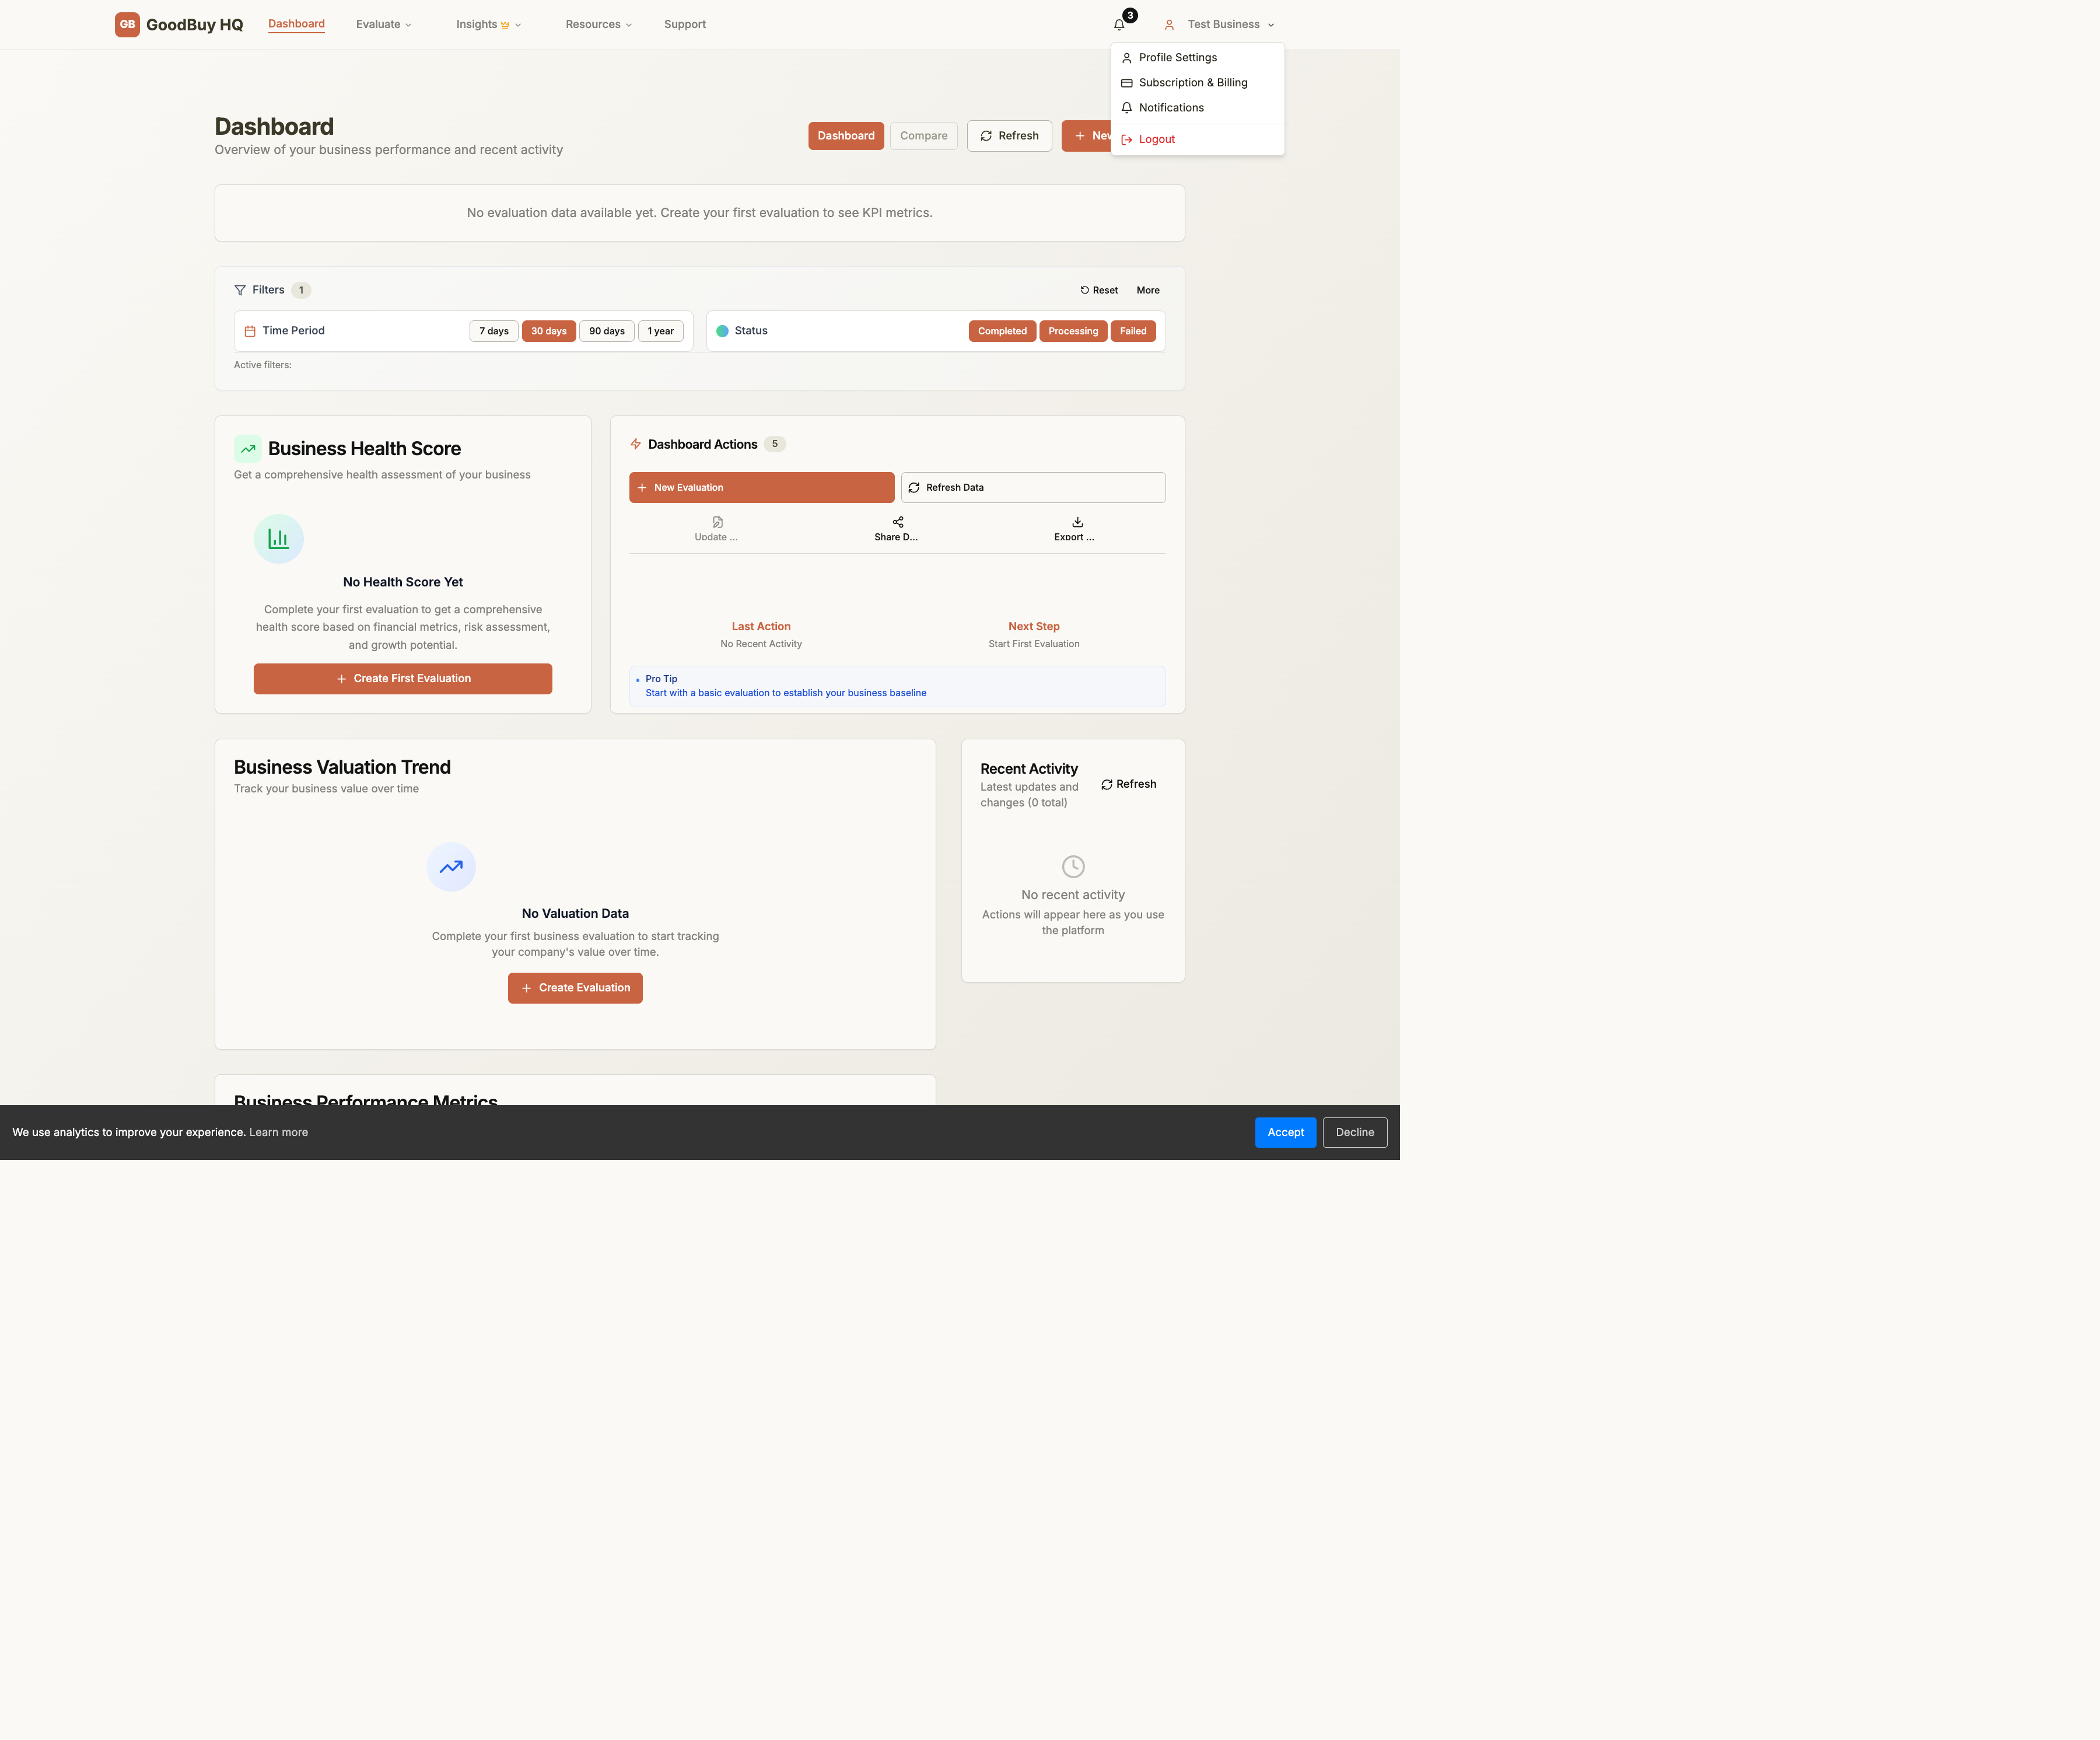 GB GoodBuy HQ Dashboard Evaluate Insights Resources Support 3 Test Business
Profile Settings
Subscription & Billing
Notifications
Logout
Dashboard
Overview of your business performance and recent activity
Dashboard Compare Refresh New
No evaluation data available yet. Create your first evaluation to see KPI metrics.
Filters 1 Reset More
Time Period 7 days 30 days 90 days 1 year Status Completed Processing Failed
Active filters:
Business Health Score
Get a comprehensive health assessment of your business
No Health Score Yet
Complete your first evaluation to get a comprehensive
health score based on financial metrics, risk assessment,
and growth potential.
Create First Evaluation
Dashboard Actions 5
New Evaluation Refresh Data
Update ... Share D... Export ...
Last Action Next Step
No Recent Activity Start First Evaluation
Pro Tip
Start with a basic evaluation to establish your business baseline
Business Valuation Trend
Track your business value over time
No Valuation Data
Complete your first business evaluation to start tracking
your company's value over time.
Create Evaluation
Recent Activity
Latest updates and
changes (0 total)
Refresh
No recent activity
Actions will appear here as you use
the platform
Business Performance Metrics
We use analytics to improve your experience. Learn more Accept Decline